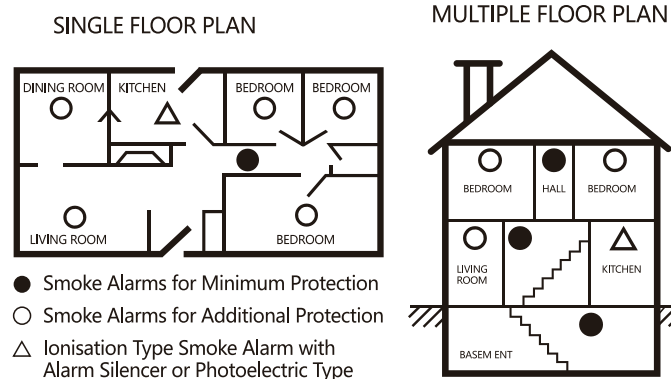 SINGLE FLOOR PLAN
DINING ROOM
KITCHEN
BEDROOM
BEDROOM
LIVING ROOM
BEDROOM
Smoke Alarms for Minimum Protection
Smoke Alarms for Additional Protection
Ionisation Type Smoke Alarm with
Alarm Silencer or Photoelectric Type
MULTIPLE FLOOR PLAN
BEDROOM
HALL
BEDROOM
LIVING
ROOM
KITCHEN
BASEM ENT